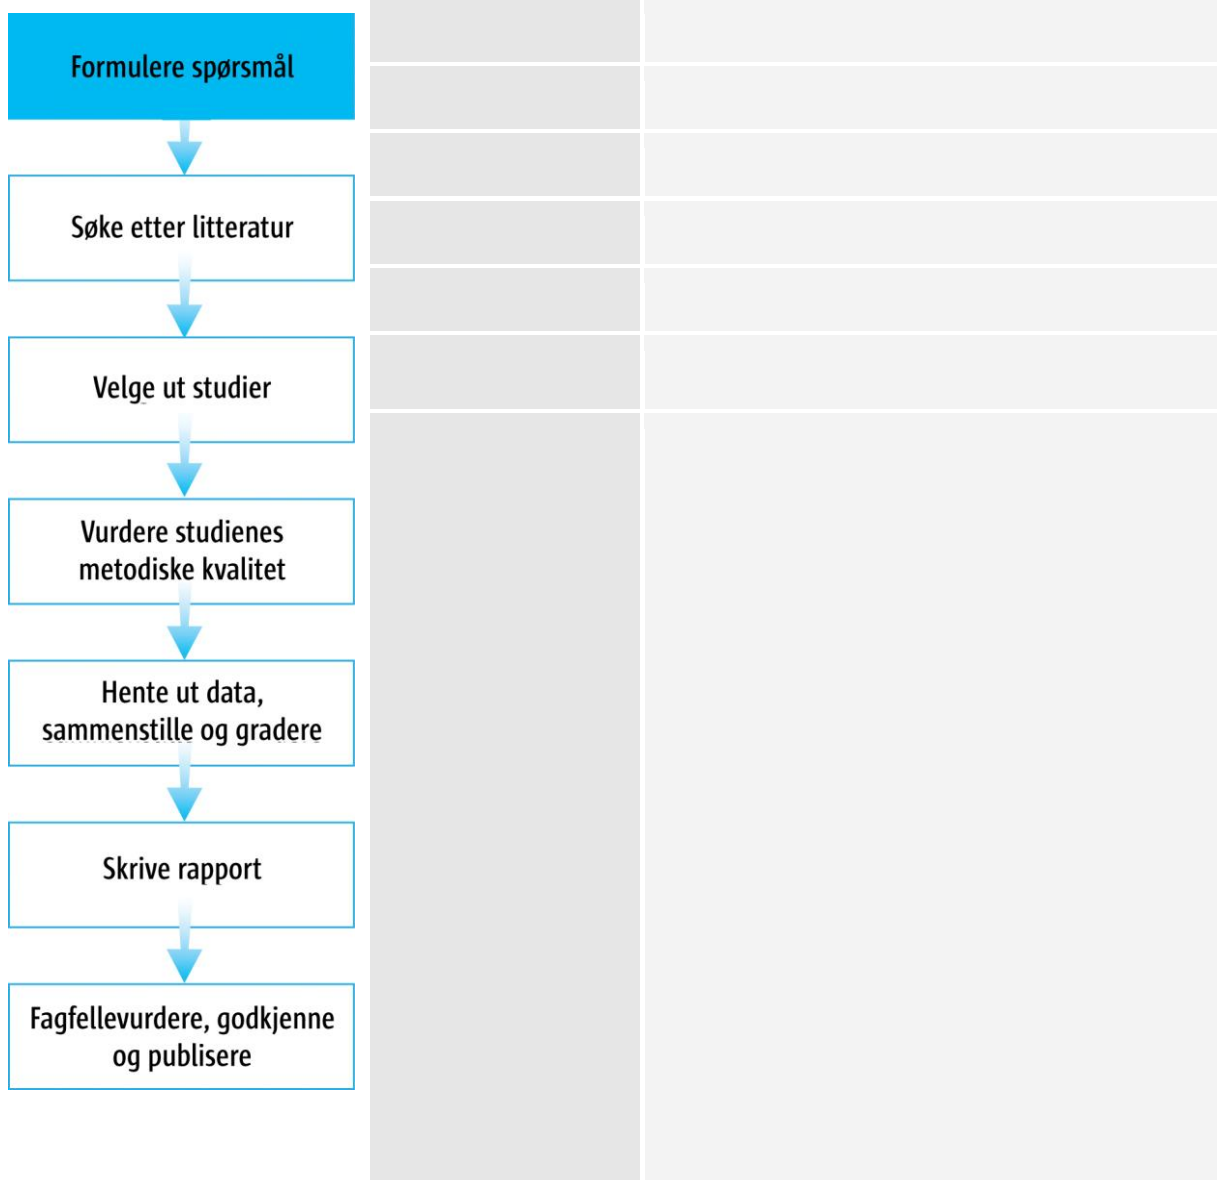 Formulere spørsmål
Søke etter litteratur
Velge ut studier
Vurdere studienes
metodiske kvalitet
Hente ut data,
sammenstille og gradere
Skrive rapport
Fagfellevurdere, godkjenne
og publisere